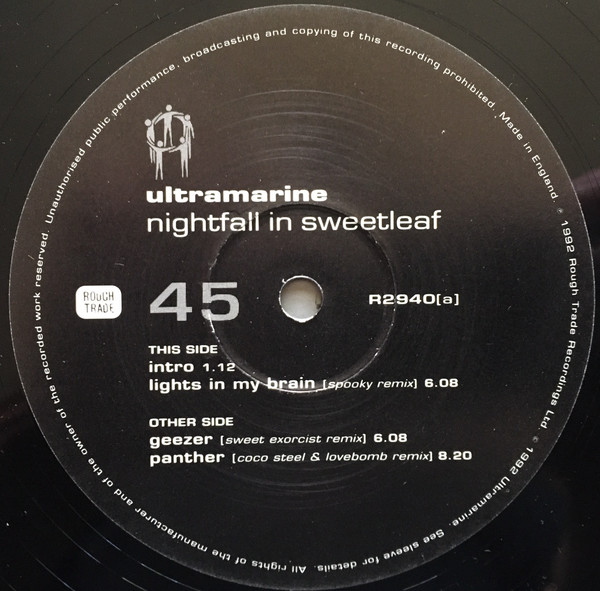 ultramarine
nightfall in sweetleaf
ROUGH TRADE
45
R2940[a]
THIS SIDE
intro 1.12
lights in my brain [spooky remix] 6.08
OTHER SIDE
geezer [sweet exorcist remix] 6.08
panther [coco steel & lovebomb remix] 8.20
All rights of the manufacturer and of the owner of the recorded work reserved. Unauthorised public performance, broadcasting and copying of this recording prohibited. Made in England. ℗ 1992 Rough Trade Recordings Ltd. © 1992 Ultramarine. See sleeve for details.